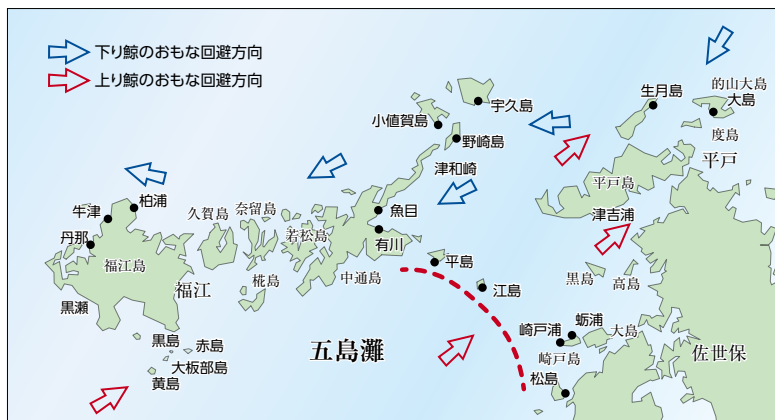 下り鯨のおもな回避方向
上り鯨のおもな回避方向
的山大島
大島
生月島
度島
平戸
宇久島
小値賀島
野崎島
津和崎
平戸島
津吉浦
魚目
有川
柏浦
牛津
丹那
久賀島
奈留島
若松島
福江島
福江
椛島
中通島
平島
江島
黒島
高島
黒瀬
黒島
赤島
大板部島
黄島
五島灘
崎戸浦
蛎浦
大島
崎戸島
松島
佐世保